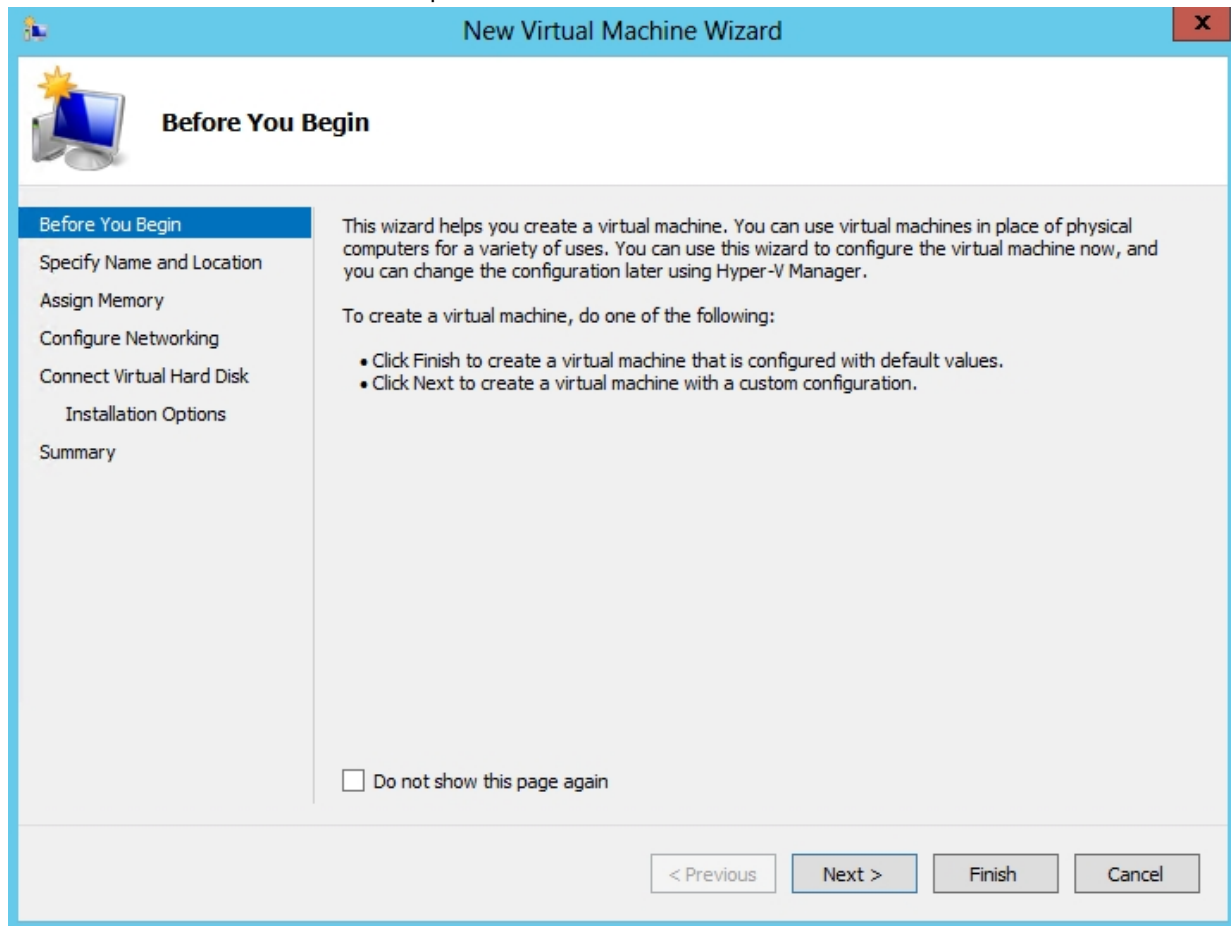 New Virtual Machine Wizard
x
Before You Begin
Before You Begin
Specify Name and Location
Assign Memory
Configure Networking
Connect Virtual Hard Disk
Installation Options
Summary
This wizard helps you create a virtual machine. You can use virtual machines in place of physical
computers for a variety of uses. You can use this wizard to configure the virtual machine now, and
you can change the configuration later using Hyper-V Manager.
To create a virtual machine, do one of the following:
• Click Finish to create a virtual machine that is configured with default values.
• Click Next to create a virtual machine with a custom configuration.
Do not show this page again
< Previous
Next >
Finish
Cancel